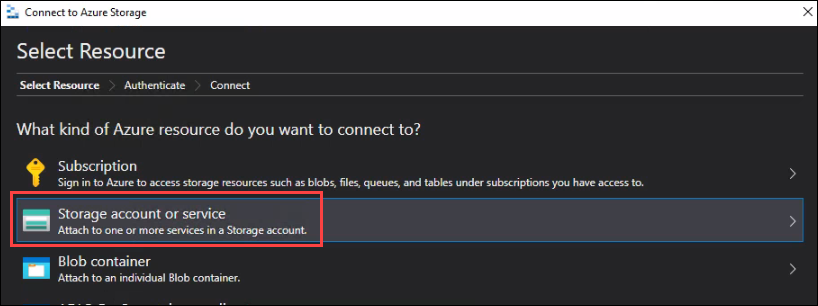 Connect to Azure Storage
Select Resource
Select Resource > Authenticate > Connect
What kind of Azure resource do you want to connect to?
Subscription
Sign in to Azure to access storage resources such as blobs, files, queues, and tables under subscriptions you have access to.
Storage account or service
Attach to one or more services in a Storage account.
Blob container
Attach to an individual Blob container.